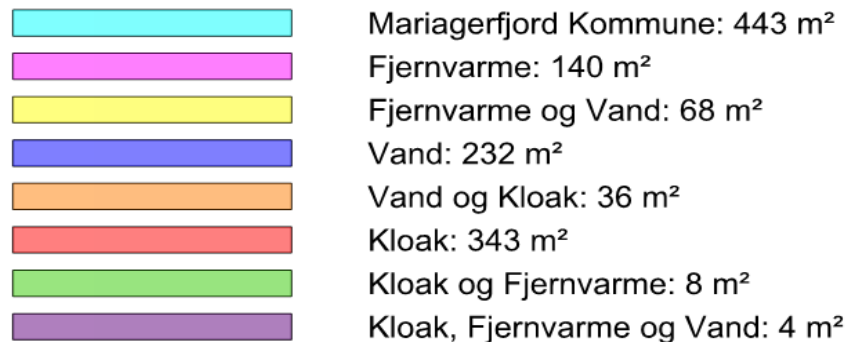 Mariagerfjord Kommune: 443 m²
Fjernvarme: 140 m²
Fjernvarme og Vand: 68 m²
Vand: 232 m²
Vand og Kloak: 36 m²
Kloak: 343 m²
Kloak og Fjernvarme: 8 m²
Kloak, Fjernvarme og Vand: 4 m²